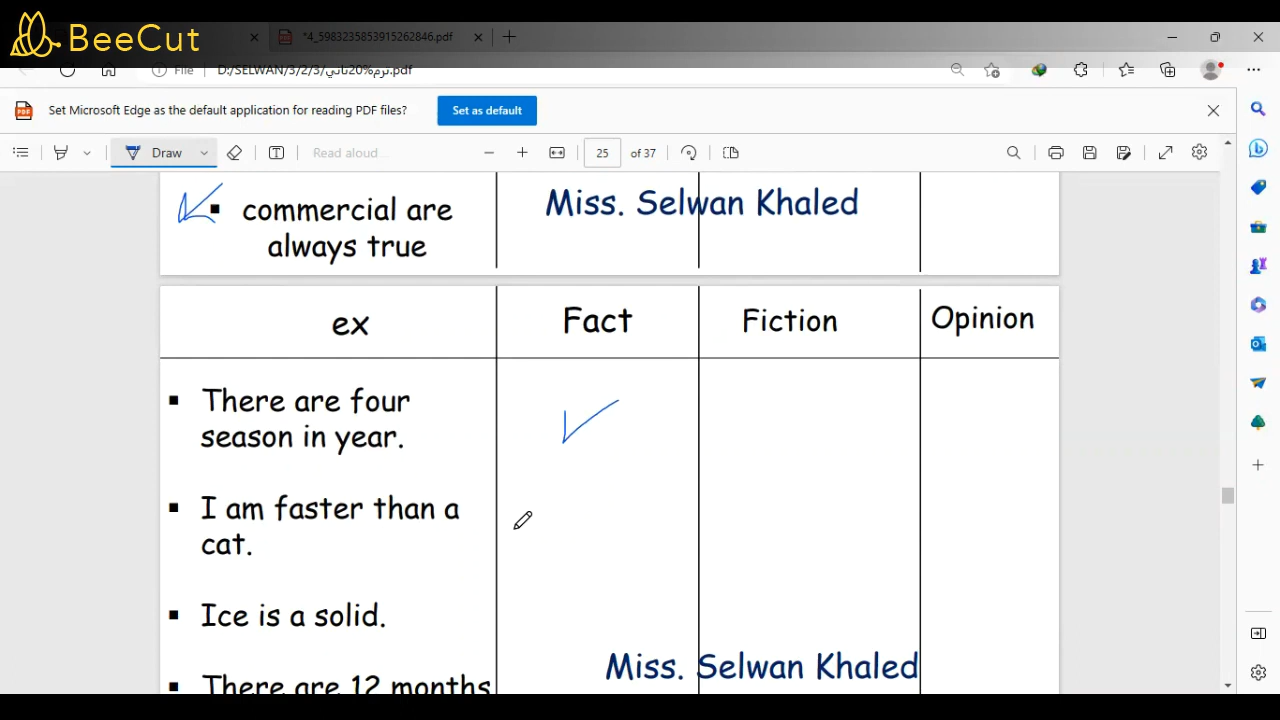 BeeCut
*4_5983235853915262846.pdf
File D:/SELWAN/3/2/3/ترم%20تاني.pdf
Set Microsoft Edge as the default application for reading PDF files? Set as default
Draw Read aloud 25 of 37
commercial are Miss. Selwan Khaled
always true
ex Fact Fiction Opinion
There are four
season in year.
I am faster than a
cat.
Ice is a solid.
Miss. Selwan Khaled
There are 12 months